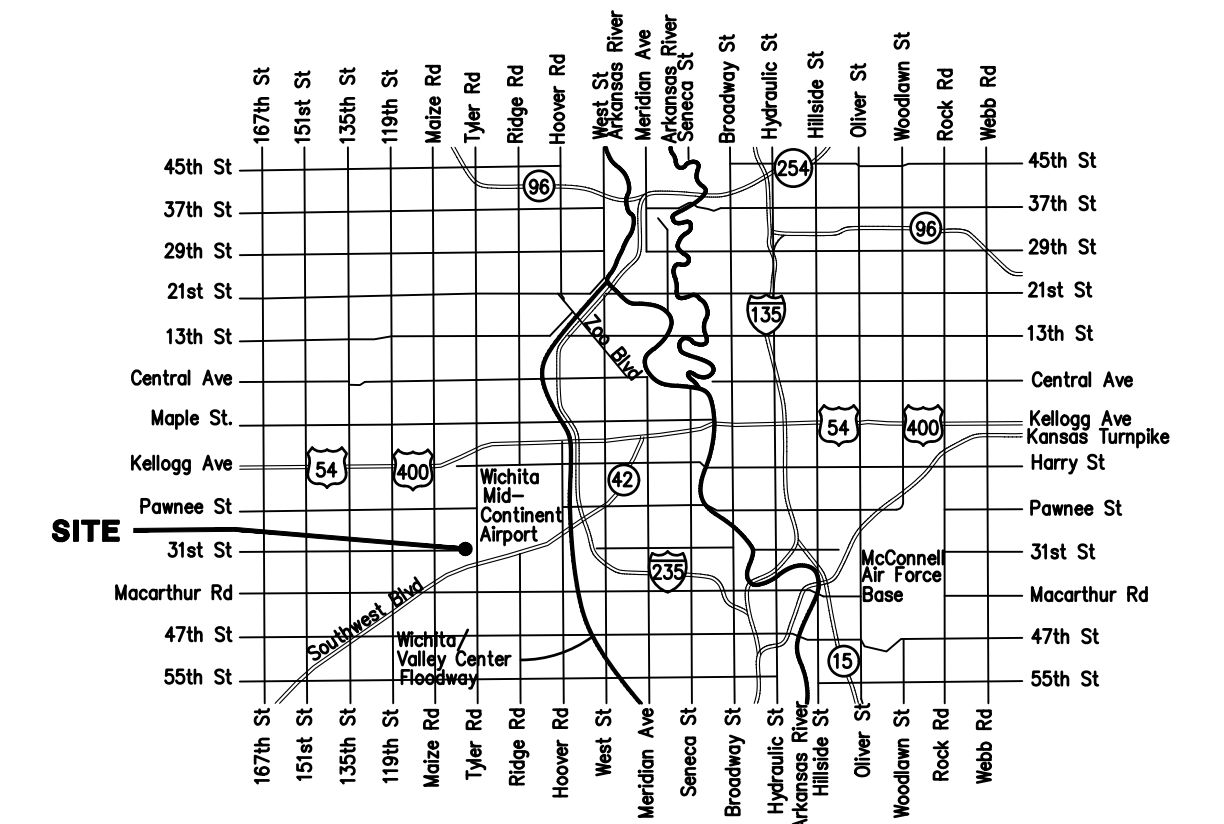 167th St
151st St
135th St
119th St
Maize Rd
Tyler Rd
Ridge Rd
Hoover Rd
West St
Arkansas River
Meridian Ave
Arkansas River
Seneca St
Broadway St
Hydraulic St
Hillside St
Oliver St
Woodlawn St
Rock Rd
Webb Rd
45th St
254
45th St
96
37th St
37th St
96
29th St
29th St
21st St
21st St
135
13th St
Zoo Blvd
13th St
Central Ave
Central Ave
Maple St.
54
400
Kellogg Ave
Kansas Turnpike
Kellogg Ave
54
400
42
Harry St
Wichita
Mid-
Continent
Airport
Pawnee St
Pawnee St
SITE
31st St
31st St
McConnell
Air Force
Base
235
Macarthur Rd
Macarthur Rd
Southwest Blvd
47th St
47th St
Wichita/
Valley Center
Floodway
15
55th St
55th St
167th St
151st St
135th St
119th St
Maize Rd
Tyler Rd
Ridge Rd
Hoover Rd
West St
Meridian Ave
Seneca St
Broadway St
Hydraulic St
Arkansas River
Hillside St
Oliver St
Woodlawn St
Rock Rd
Webb Rd